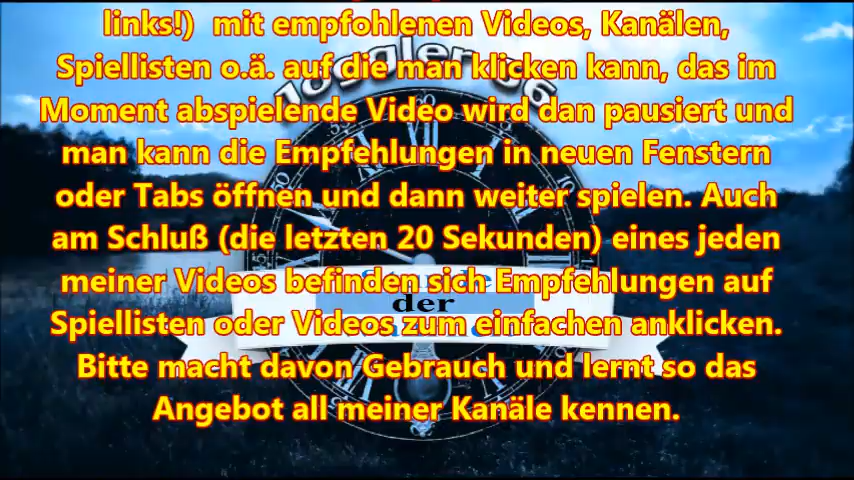 links!) mit empfohlenen Videos, Kanälen,
Spiellisten o.ä. auf die man klicken kann, das im
Moment abspielende Video wird dan pausiert und
man kann die Empfehlungen in neuen Fenstern
oder Tabs öffnen und dann weiter spielen. Auch
am Schluß (die letzten 20 Sekunden) eines jeden
meiner Videos befinden sich Empfehlungen auf
der
Spiellisten oder Videos zum einfachen anklicken.
Bitte macht davon Gebrauch und lernt so das
Angebot all meiner Kanäle kennen.